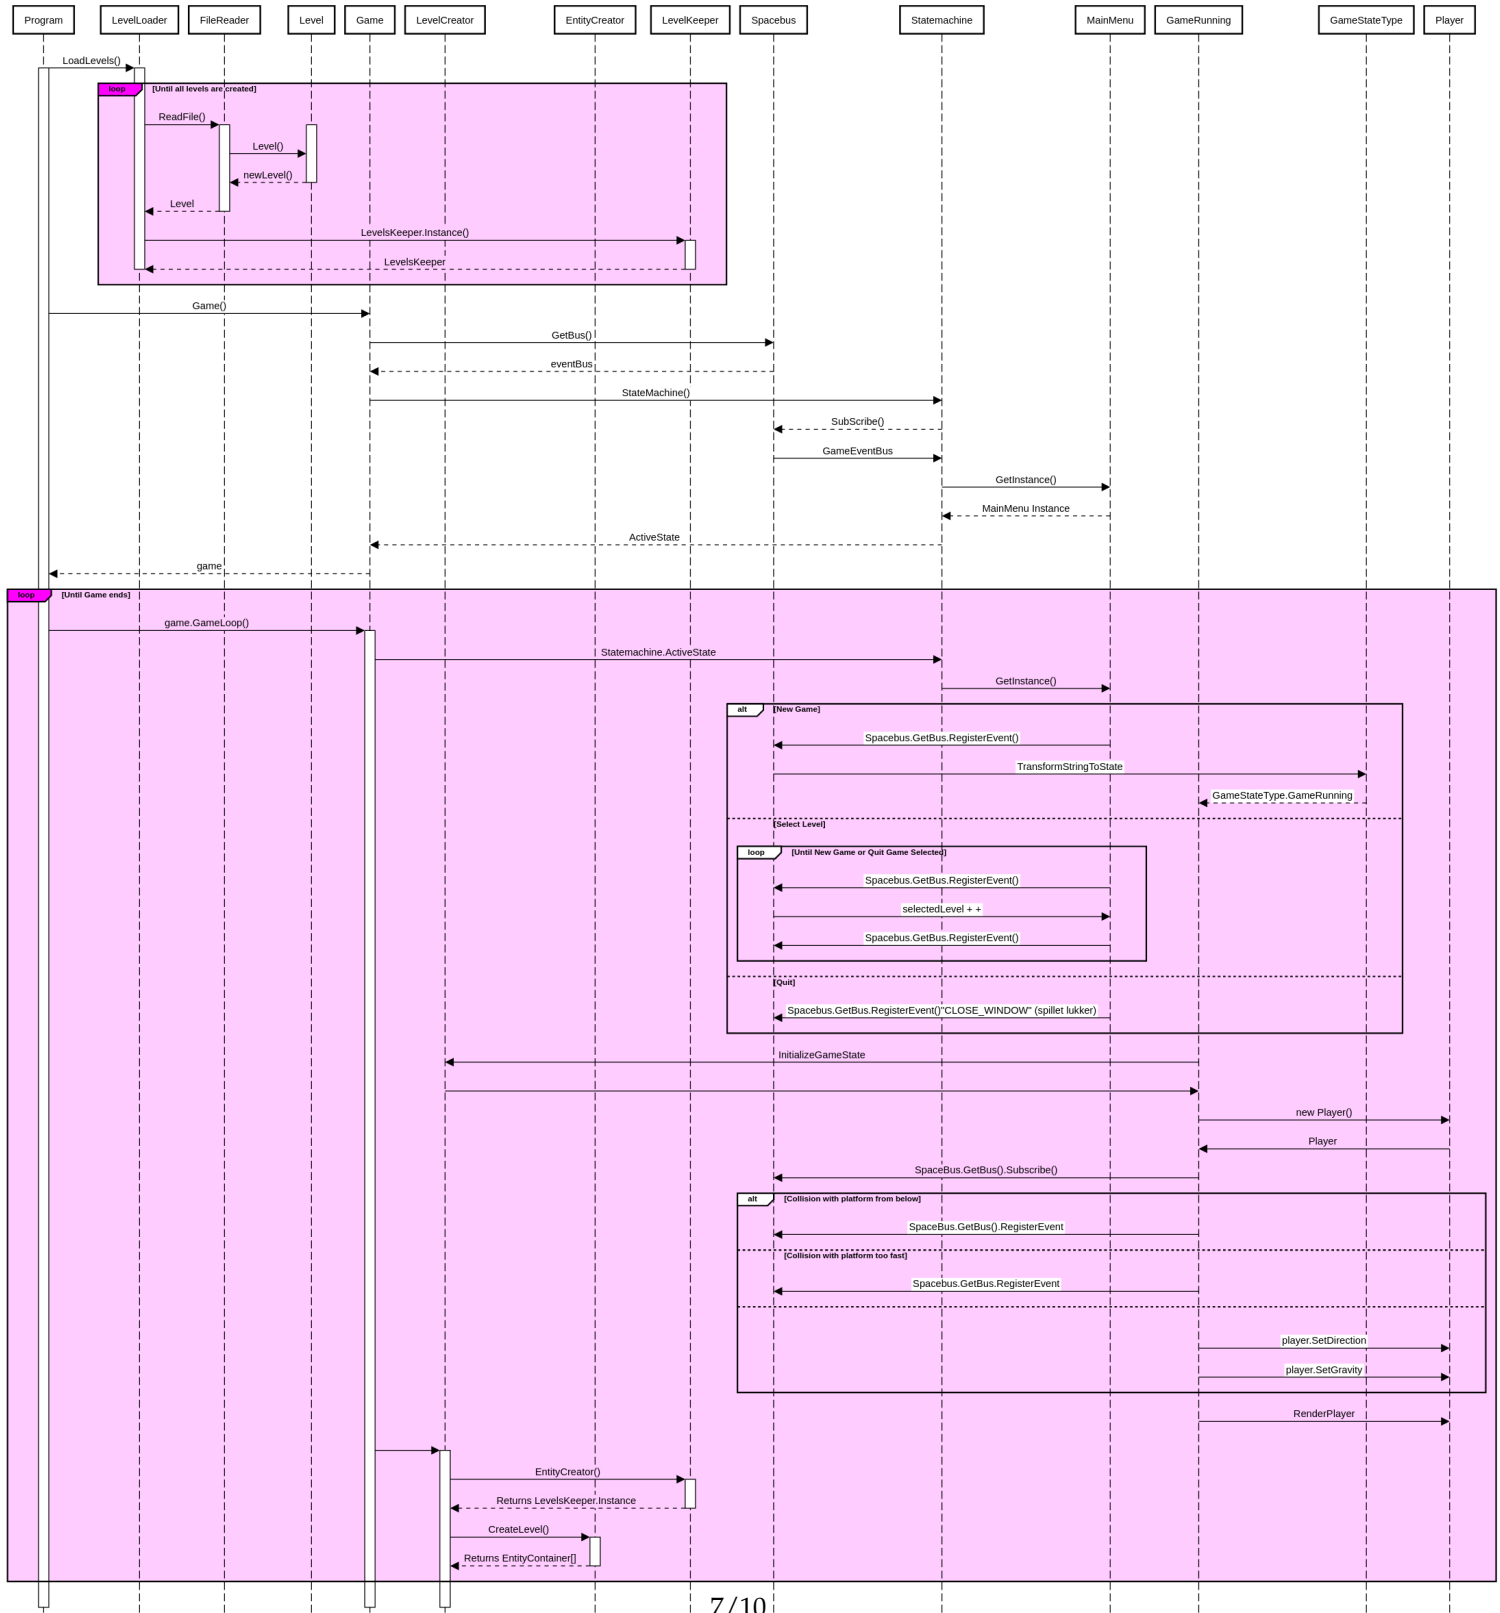 Program LevelLoader FileReader Level Game LevelCreator EntityCreator LevelKeeper Spacebus Statemachine MainMenu GameRunning GameStateType Player
LoadLevels()
loop [Until all levels are created]
ReadFile()
Level()
newLevel()
Level
LevelsKeeper.Instance()
LevelsKeeper
Game()
GetBus()
eventBus
StateMachine()
SubScribe()
GameEventBus
GetInstance()
MainMenu Instance
ActiveState
game
loop [Until Game ends]
game.GameLoop()
Statemachine.ActiveState
GetInstance()
alt [New Game]
Spacebus.GetBus.RegisterEvent()
TransformStringToState
GameStateType.GameRunning
[Select Level]
loop [Until New Game or Quit Game Selected]
Spacebus.GetBus.RegisterEvent()
selectedLevel + +
Spacebus.GetBus.RegisterEvent()
[Quit]
Spacebus.GetBus.RegisterEvent()"CLOSE_WINDOW" (spillet lukker)
InitializeGameState
new Player()
Player
SpaceBus.GetBus().Subscribe()
alt [Collision with platform from below]
SpaceBus.GetBus().RegisterEvent
[Collision with platform too fast]
Spacebus.GetBus.RegisterEvent
player.SetDirection
player.SetGravity
RenderPlayer
EntityCreator()
Returns LevelsKeeper.Instance
CreateLevel()
Returns EntityContainer[]
7/10